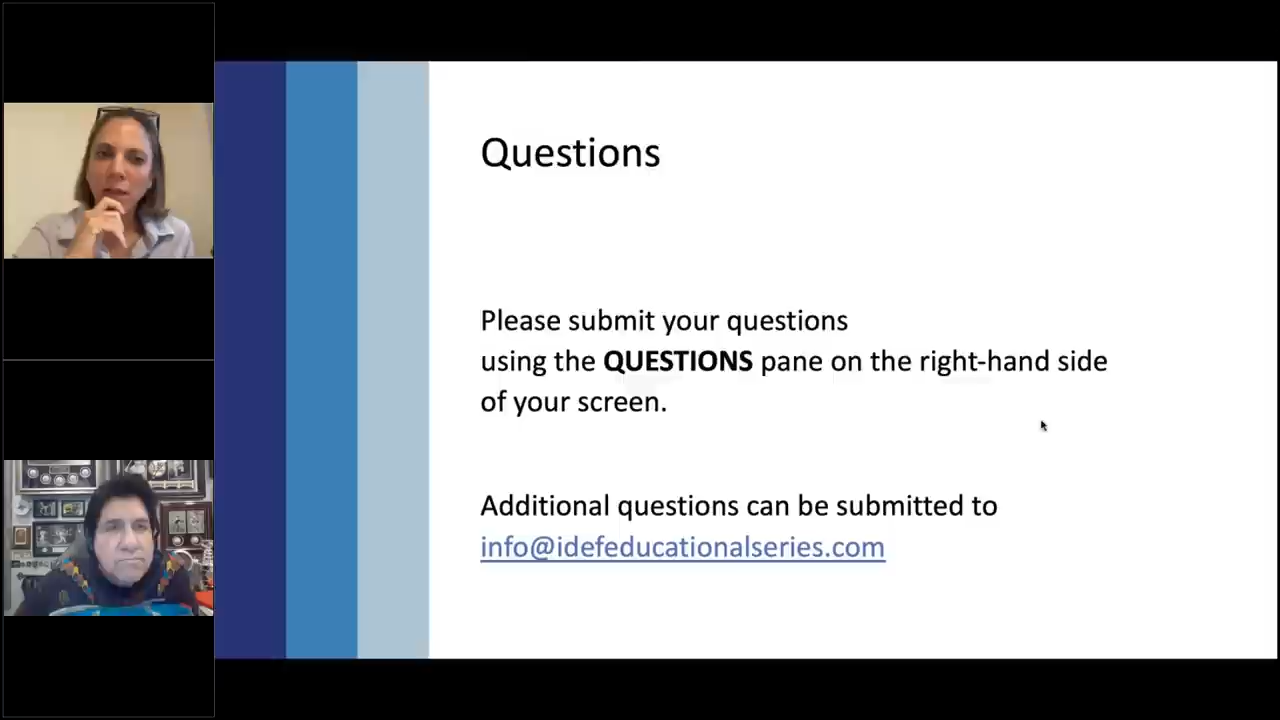 Questions
Please submit your questions
using the QUESTIONS pane on the right-hand side
of your screen.
Additional questions can be submitted to
info@idefeducationalseries.com